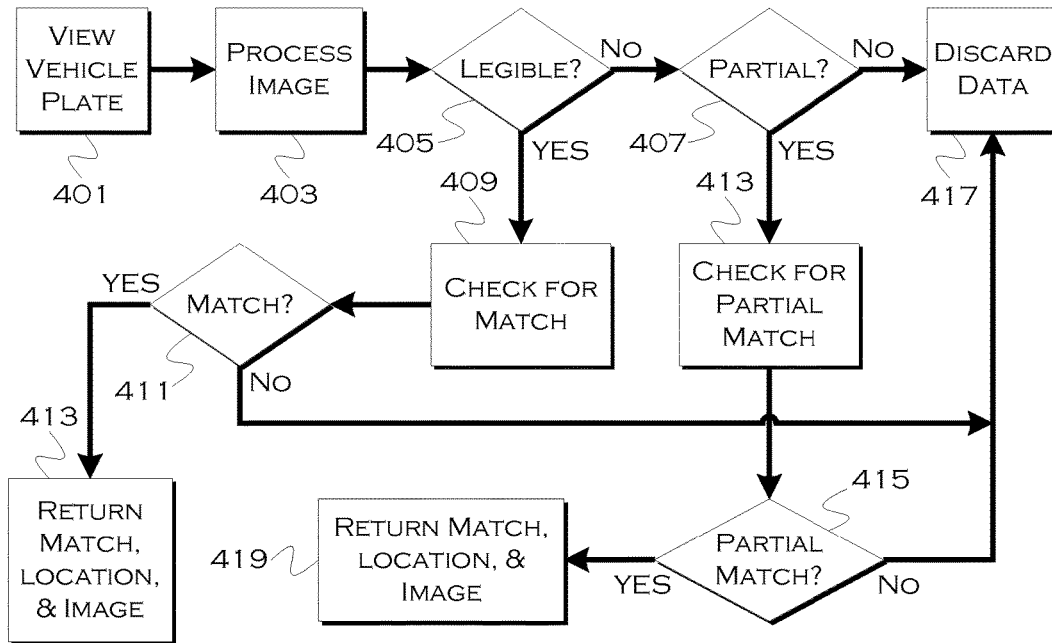 VIEW
VEHICLE
PLATE
PROCESS
IMAGE
LEGIBLE?
NO
PARTIAL?
NO
DISCARD
DATA
401
403
405
YES
407
YES
417
409
413
CHECK FOR
MATCH
CHECK FOR
PARTIAL
MATCH
YES
MATCH?
411
NO
413
RETURN
MATCH,
LOCATION,
& IMAGE
419
RETURN MATCH,
LOCATION, &
IMAGE
YES
PARTIAL
MATCH?
415
NO